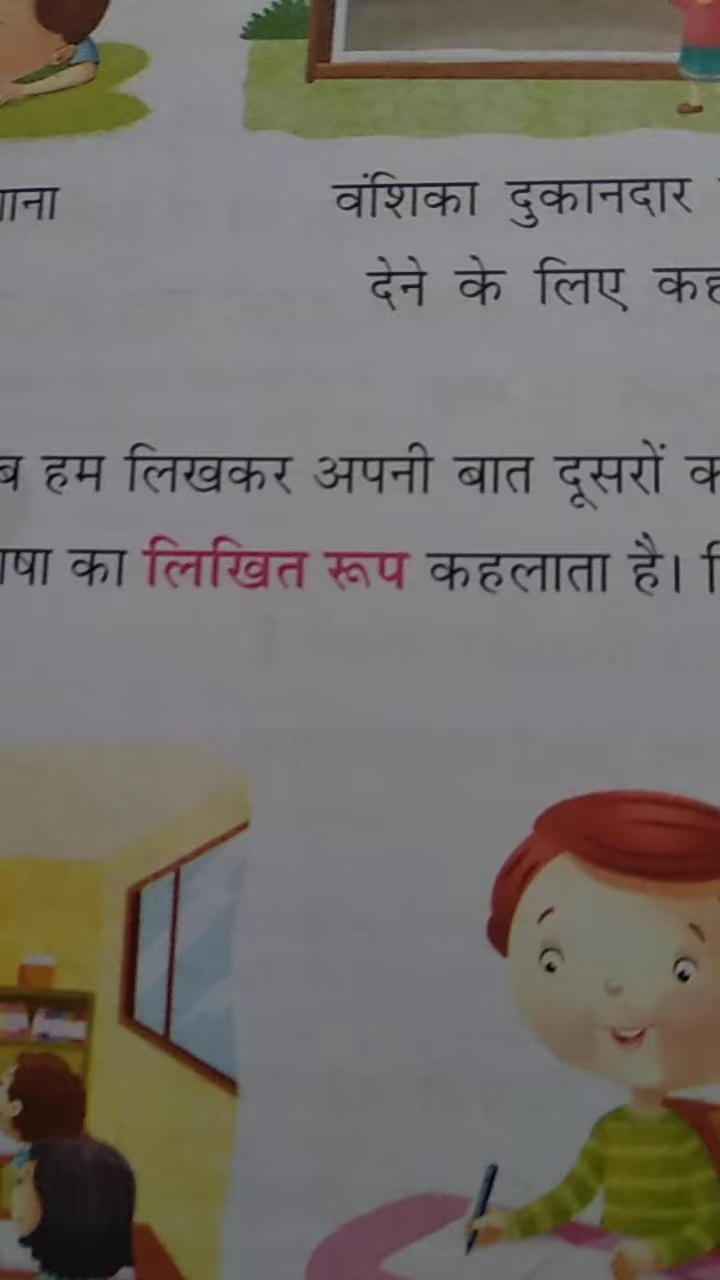 वंशिका दुकानदार
देने के लिए
हम लिखकर अपनी बात दूसरों
का लिखित रूप कहलाता है।